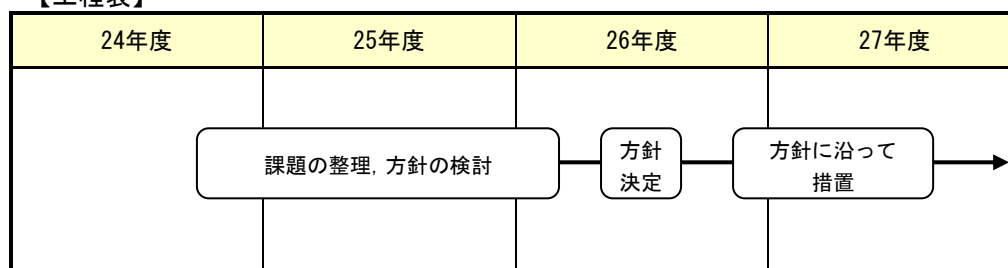 【工程表】
24年度
25年度
26年度
27年度
課題の整理，方針の検討
方針
決定
方針に沿って
措置